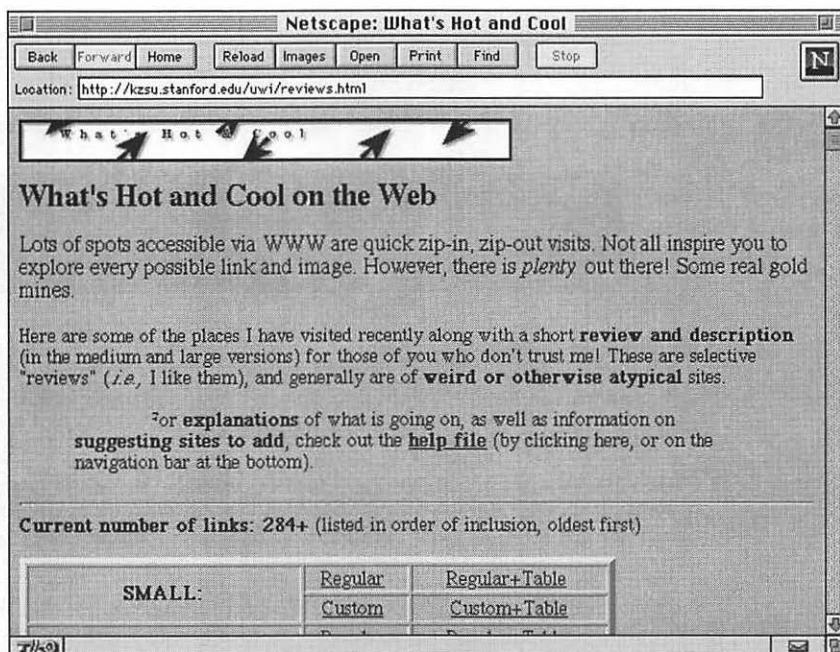 Netscape: What's Hot and Cool
Back Forward Home Reload Images Open Print Find Stop
N
Location: http://kzsu.stanford.edu/uwi/reviews.html
What's Hot & Cool
What's Hot and Cool on the Web
Lots of spots accessible via WWW are quick zip-in, zip-out visits. Not all inspire you to
explore every possible link and image. However, there is plenty out there! Some real gold
mines.
Here are some of the places I have visited recently along with a short review and description
(in the medium and large versions) for those of you who don't trust me! These are selective
"reviews" (i.e., I like them), and generally are of weird or otherwise atypical sites.
or explanations of what is going on, as well as information on
suggesting sites to add, check out the help file (by clicking here, or on the
navigation bar at the bottom).
Current number of links: 284+ (listed in order of inclusion, oldest first)
SMALL: Regular Regular+Table
Custom Custom+Table